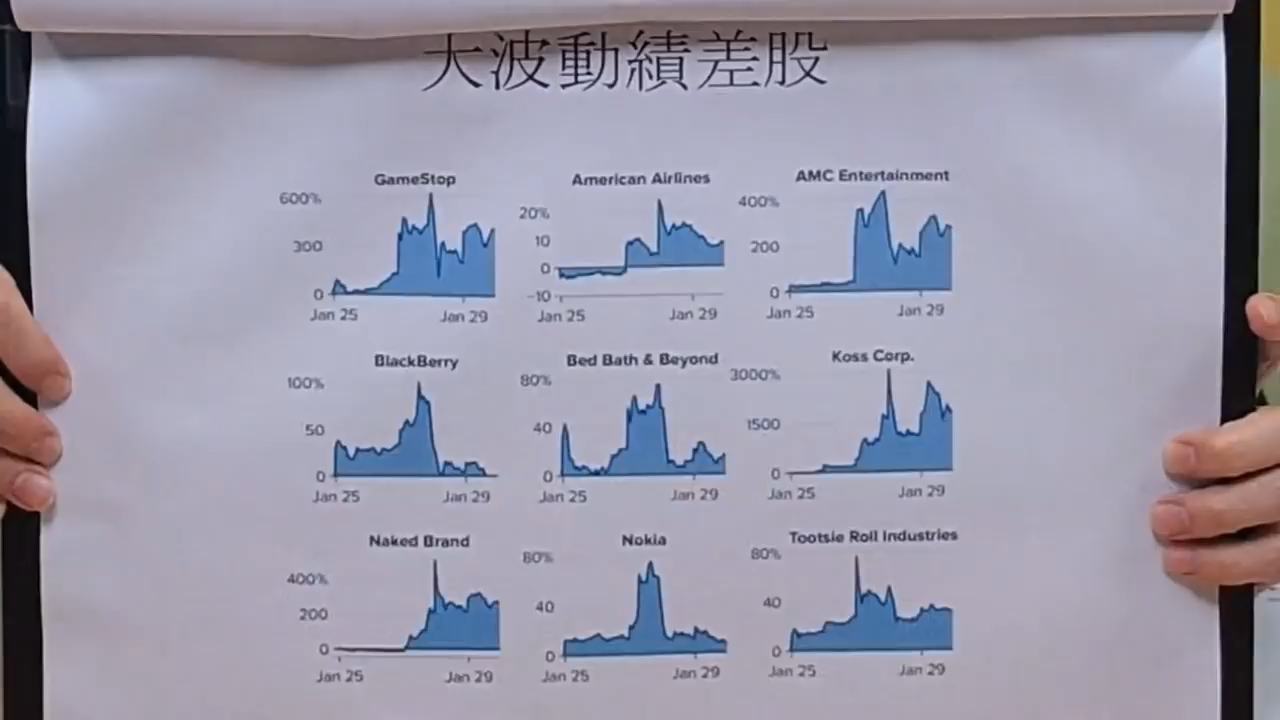 大波動績差股
GameStop
600%
300
0
Jan 25
Jan 29
American Airlines
20%
10
0
-10
Jan 25
Jan 29
AMC Entertainment
400%
200
0
Jan 25
Jan 29
BlackBerry
100%
50
0
Jan 25
Jan 29
Bed Bath & Beyond
80%
40
0
Jan 25
Jan 29
Koss Corp.
3000%
1500
0
Jan 25
Jan 29
Naked Brand
400%
200
0
Jan 25
Jan 29
Nokia
80%
40
0
Jan 25
Jan 29
Tootsie Roll Industries
80%
40
0
Jan 25
Jan 29